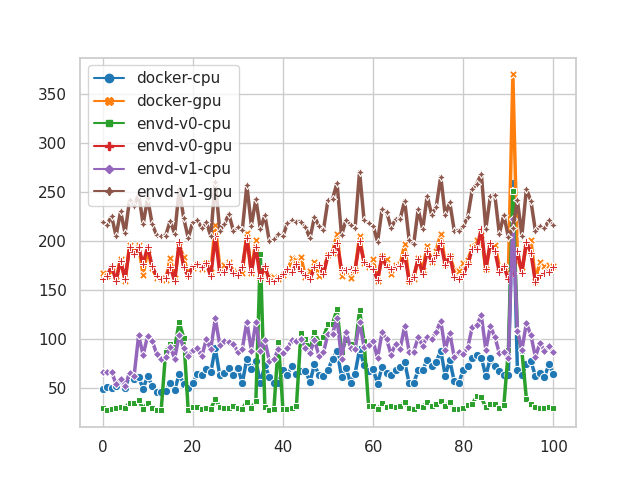 docker-cpu
docker-gpu
envd-v0-cpu
envd-v0-gpu
envd-v1-cpu
envd-v1-gpu
350
300
250
200
150
100
50
0 20 40 60 80 100